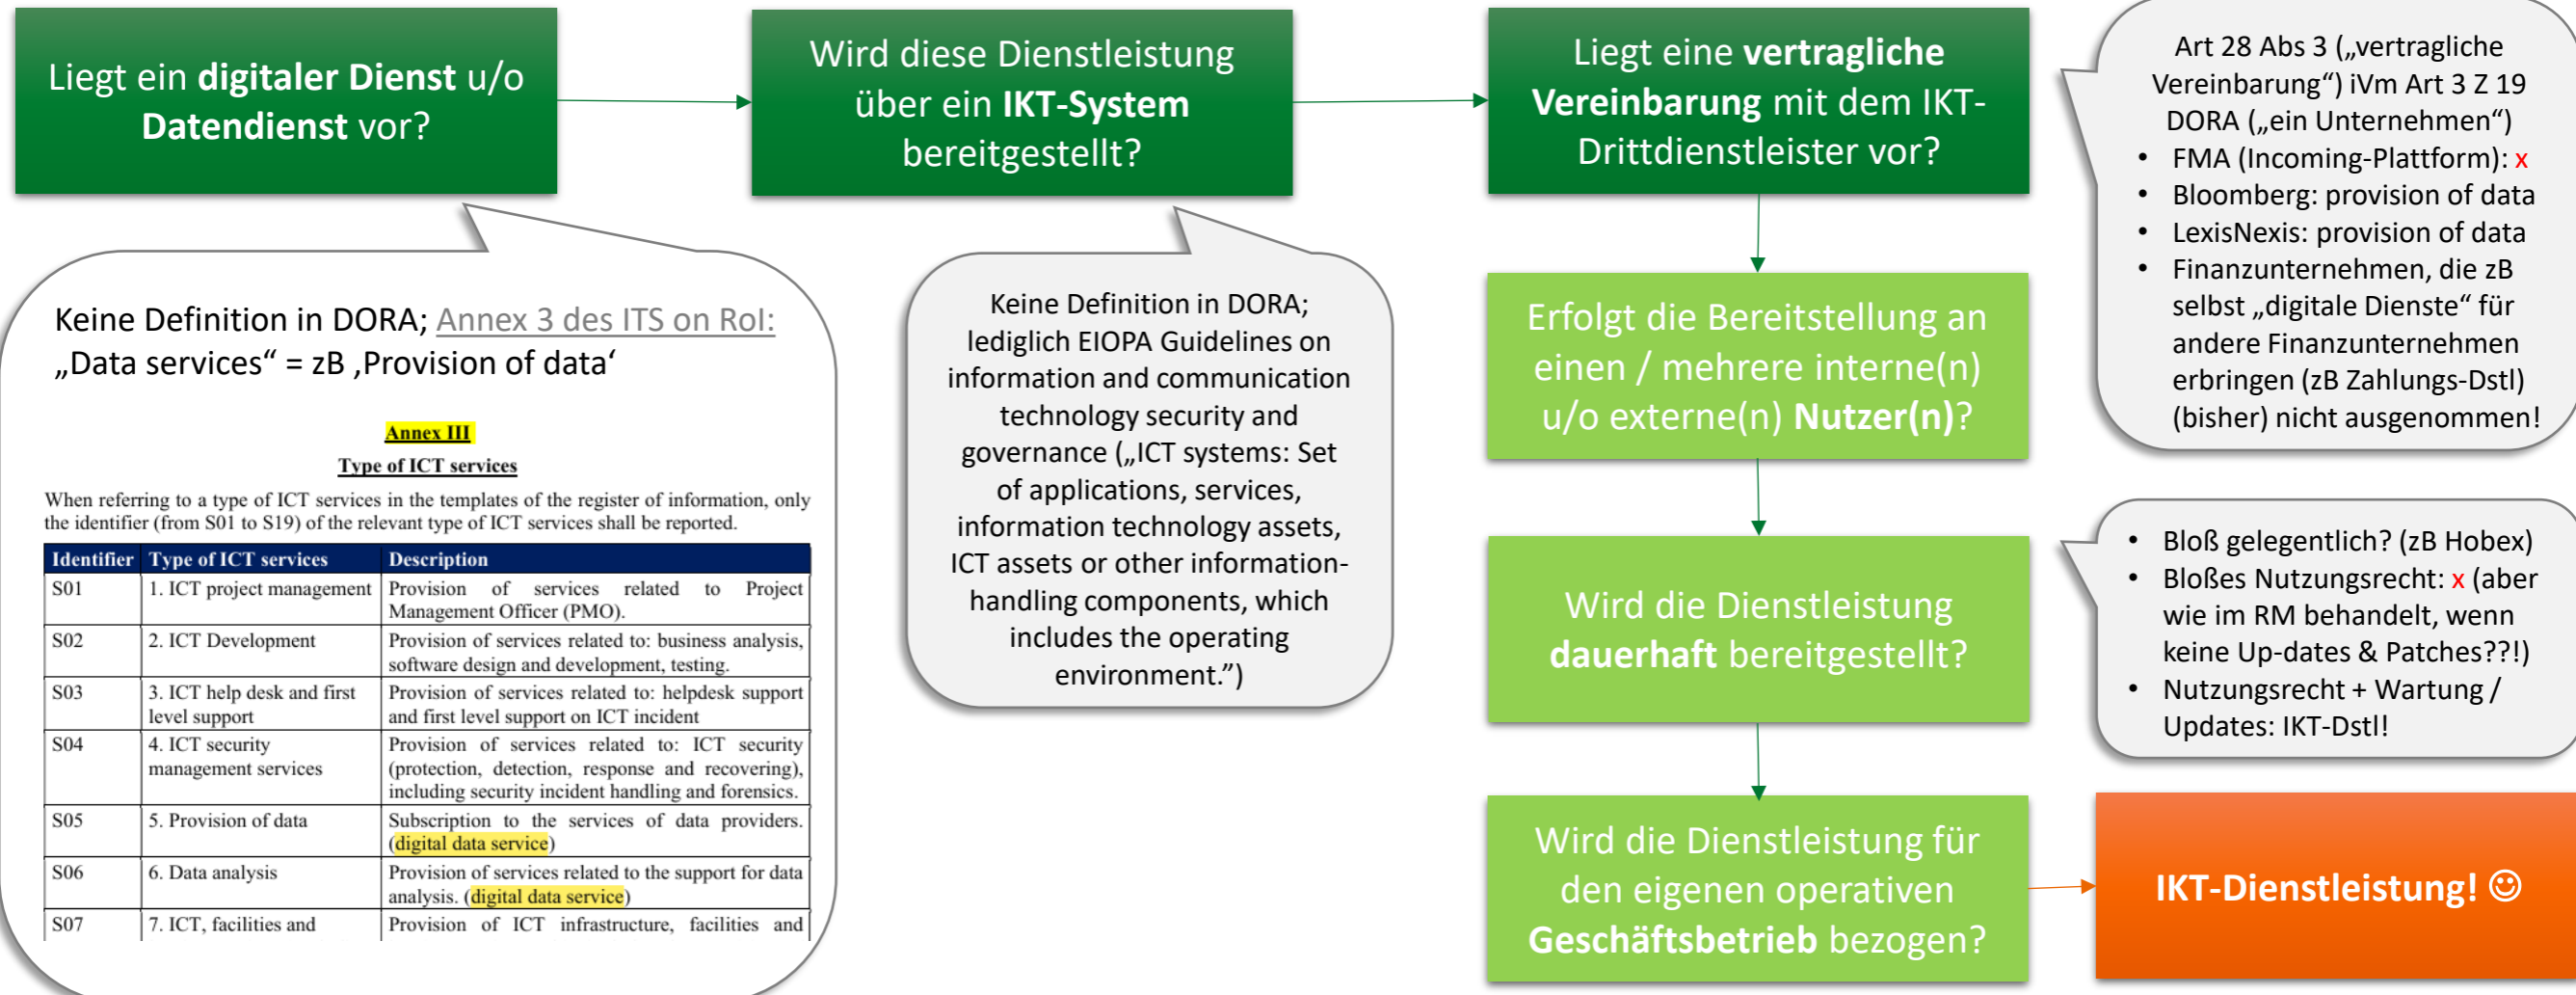 Liegt ein digitaler Dienst u/o
Datendienst vor?
Wird diese Dienstleistung
über ein IKT-System
bereitgestellt?
Liegt eine vertragliche
Vereinbarung mit dem IKT-
Drittdienstleister vor?
Art 28 Abs 3 („vertragliche
Vereinbarung“) iVm Art 3 Z 19
DORA („ein Unternehmen“)
• FMA (Incoming-Plattform): x
• Bloomberg: provision of data
• LexisNexis: provision of data
• Finanzunternehmen, die zB
selbst „digitale Dienste“ für
andere Finanzunternehmen
erbringen (zB Zahlungs-Dstl)
(bisher) nicht ausgenommen!
Keine Definition in DORA; Annex 3 des ITS on RoI:
„Data services“ = zB ‚Provision of data‘
Annex III
Type of ICT services
When referring to a type of ICT services in the templates of the register of information, only
the identifier (from S01 to S19) of the relevant type of ICT services shall be reported.
Identifier Type of ICT services Description
S01 1. ICT project management Provision of services related to Project
Management Officer (PMO).
S02 2. ICT Development Provision of services related to: business analysis,
software design and development, testing.
S03 3. ICT help desk and first Provision of services related to: helpdesk support
level support and first level support on ICT incident
S04 4. ICT security Provision of services related to: ICT security
management services (protection, detection, response and recovering),
including security incident handling and forensics.
S05 5. Provision of data Subscription to the services of data providers.
(digital data service)
S06 6. Data analysis Provision of services related to the support for data
analysis. (digital data service)
S07 7. ICT, facilities and Provision of ICT infrastructure, facilities and
Keine Definition in DORA;
lediglich EIOPA Guidelines on
information and communication
technology security and
governance („ICT systems: Set
of applications, services,
information technology assets,
ICT assets or other information-
handling components, which
includes the operating
environment.”)
Erfolgt die Bereitstellung an
einen / mehrere interne(n)
u/o externe(n) Nutzer(n)?
Wird die Dienstleistung
dauerhaft bereitgestellt?
• Bloß gelegentlich? (zB Hobex)
• Bloßes Nutzungsrecht: x (aber
wie im RM behandelt, wenn
keine Up-dates & Patches??!)
• Nutzungsrecht + Wartung /
Updates: IKT-Dstl!
Wird die Dienstleistung für
den eigenen operativen
Geschäftsbetrieb bezogen?
IKT-Dienstleistung! ☺